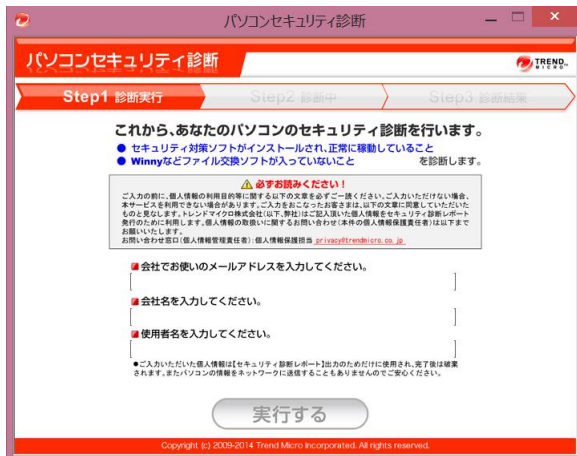 パソコンセキュリティ診断
パソコンセキュリティ診断
TREND
MICRO
Step1 診断実行
Step2 診断中
Step3 診断結果
これから、あなたのパソコンのセキュリティ診断を行います。
● セキュリティ対策ソフトがインストールされ、正常に稼動していること
● Winnyなどファイル交換ソフトが入っていないこと を診断します。
必ずお読みください！
ご入力の前に、個人情報の利用目的等に関する以下の文章を必ずご一読ください。ご入力いただけない場合、
本サービスを利用できない場合があります。ご入力をおこなったお客さまは、以下の文章に同意していただいた
ものと見なします。トレンドマイクロ株式会社（以下、弊社）はご記入頂いた個人情報をセキュリティ診断レポート
発行のために利用します。個人情報の取扱いに関するお問い合わせ（本件の個人情報保護責任者）は以下まで
お願いいたします。
お問い合わせ窓口（個人情報管理責任者）：個人情報保護担当 privacy@trendmicro.co.jp
会社でお使いのメールアドレスを入力してください。
会社名を入力してください。
使用者名を入力してください。
●ご入力いただいた個人情報は【セキュリティ診断レポート】出力のためだけに使用され、完了後は破棄
されます。またパソコンの情報をネットワークに送信することもありませんのでご安心ください。
実行する
Copyright (c) 2009-2014 Trend Micro Incorporated. All rights reserved.